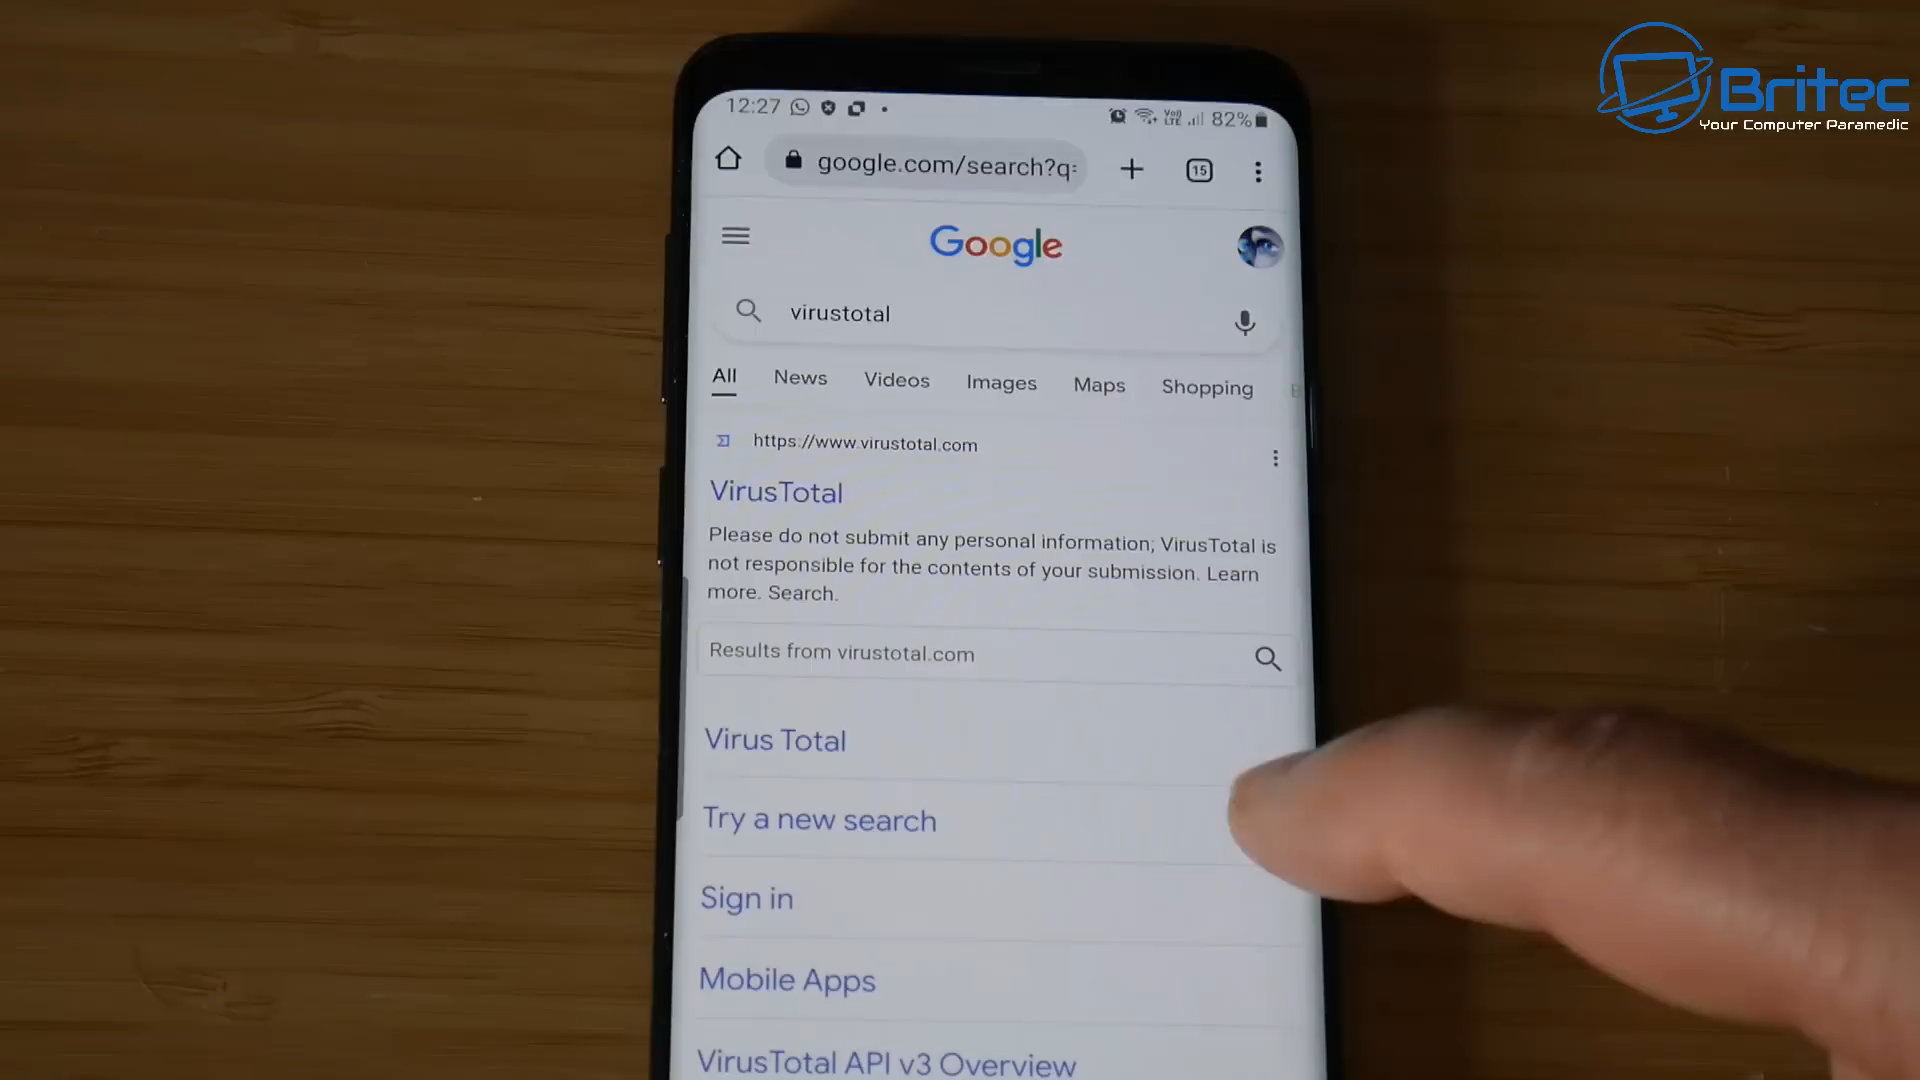 Britec
Your Computer Paramedic
12:27
82%
google.com/search?q=
15
Google
virustotal
All News Videos Images Maps Shopping
https://www.virustotal.com
VirusTotal
Please do not submit any personal information; VirusTotal is
not responsible for the contents of your submission. Learn
more. Search.
Results from virustotal.com
Virus Total
Try a new search
Sign in
Mobile Apps
VirusTotal API v3 Overview